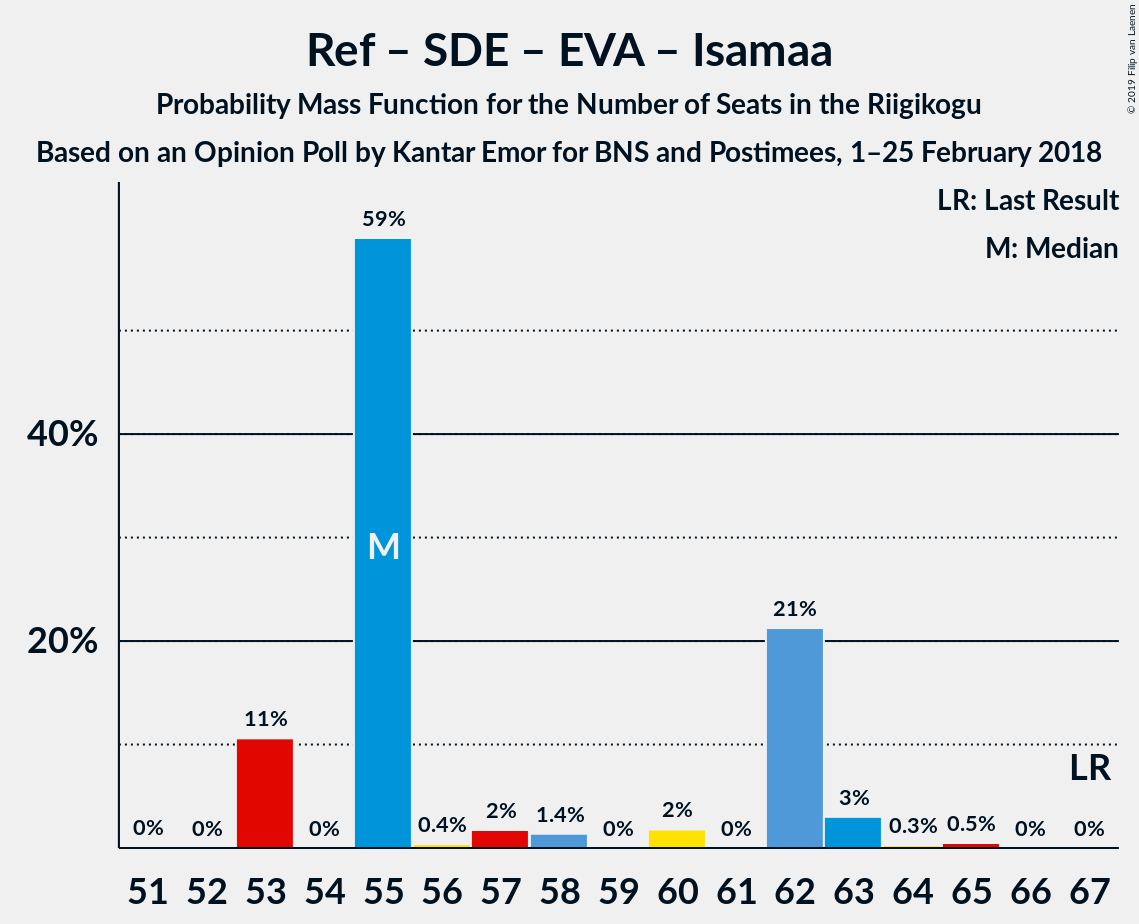 Ref – SDE – EVA – Isamaa
Probability Mass Function for the Number of Seats in the Riigikogu
Based on an Opinion Poll by Kantar Emor for BNS and Postimees, 1–25 February 2018
© 2019 Filip van Laenen
LR: Last Result
M: Median
59%
40%
M
21%
20%
11%
LR
0%
0%
0%
0.4%
2%
1.4%
0%
2%
0%
3%
0.3%
0.5%
0%
0%
51 52 53 54 55 56 57 58 59 60 61 62 63 64 65 66 67